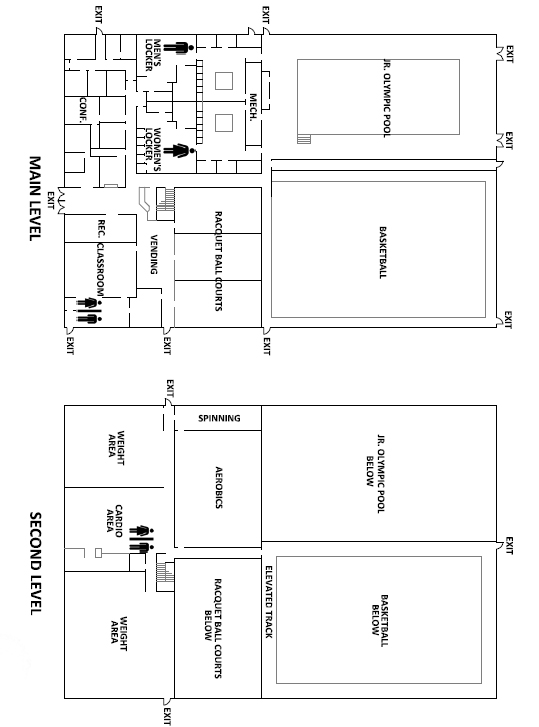 EXIT
EXIT
EXIT
EXIT
EXIT
EXIT
EXIT
EXIT
EXIT
MEN'S
LOCKER
WOMEN'S
LOCKER
MECH.
JR. OLYMPIC POOL
CONF.
REC. CLASSROOM
VENDING
RACQUET BALL COURTS
BASKETBALL
MAIN LEVEL
EXIT
EXIT
EXIT
SPINNING
WEIGHT
AREA
AEROBICS
JR. OLYMPIC POOL
BELOW
CARDIO
AREA
WEIGHT
AREA
RACQUET BALL COURTS
BELOW
ELEVATED TRACK
BASKETBALL
BELOW
SECOND LEVEL